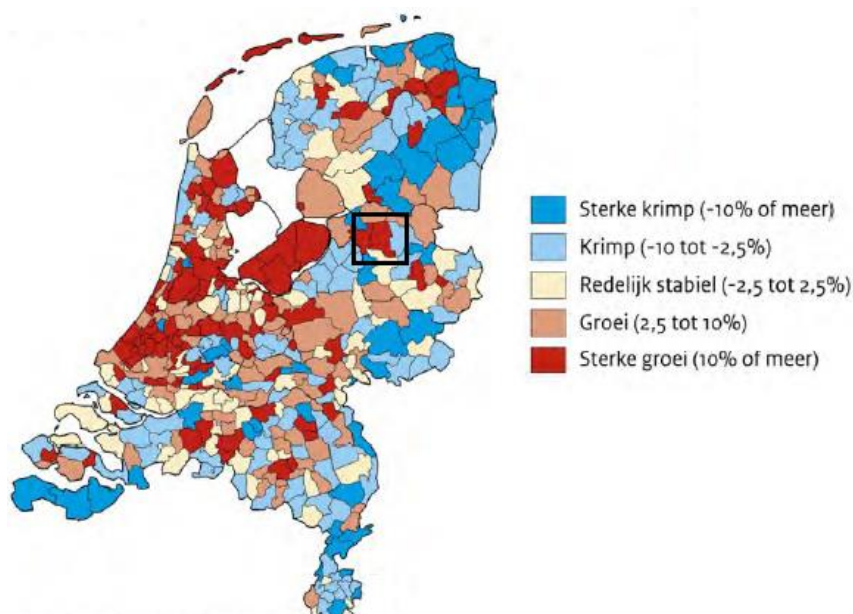 Sterke krimp (-10% of meer)
Krimp (-10 tot -2,5%)
Redelijk stabiel (-2,5 tot 2,5%)
Groei (2,5 tot 10%)
Sterke groei (10% of meer)